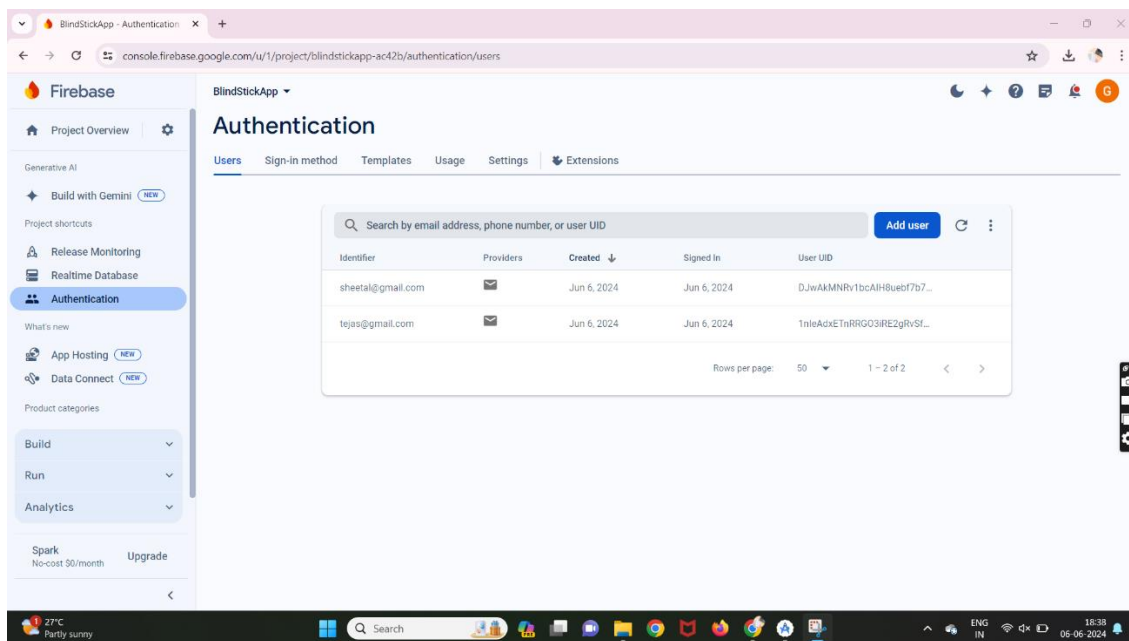 BlindStickApp - Authentication
console.firebase.google.com/u/1/project/blindstickapp-ac42b/authentication/users
Firebase
BlindStickApp
G
Project Overview
Authentication
Users Sign-in method Templates Usage Settings Extensions
Generative AI
Build with Gemini NEW
Project shortcuts
Release Monitoring
Realtime Database
Authentication
What's new
App Hosting NEW
Data Connect NEW
Product categories
Build
Run
Analytics
Spark
No-cost $0/month
Upgrade
Search by email address, phone number, or user UID
Add user
Identifier Providers Created Signed In User UID
sheetal@gmail.com Jun 6, 2024 Jun 6, 2024 DJwAkMNRv1bcAIH8uebf7b7...
tejas@gmail.com Jun 6, 2024 Jun 6, 2024 1nIeAdxETnRRGO3iRE2gRvSf...
Rows per page: 50 1 – 2 of 2
1
27°C
Partly sunny
Search
ENG
IN
18:38
06-06-2024